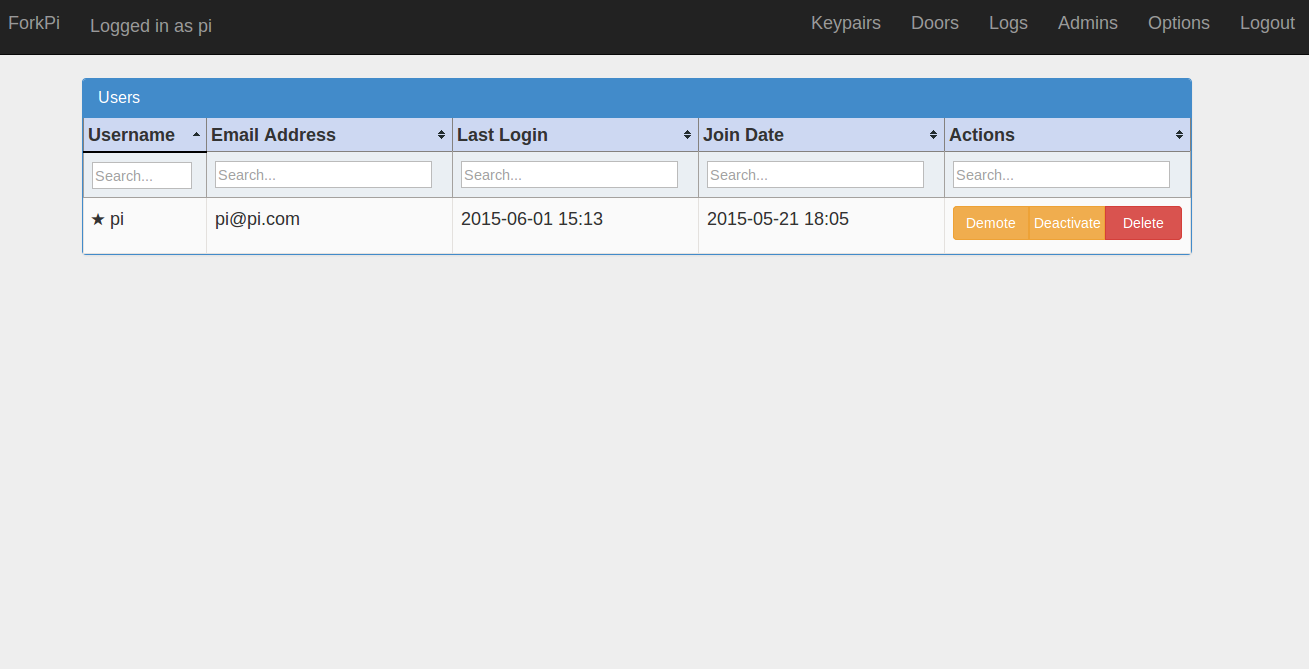 ForkPi Logged in as pi Keypairs Doors Logs Admins Options Logout
Users
Username Email Address Last Login Join Date Actions
Search... Search... Search... Search... Search...
★ pi pi@pi.com 2015-06-01 15:13 2015-05-21 18:05 Demote Deactivate Delete